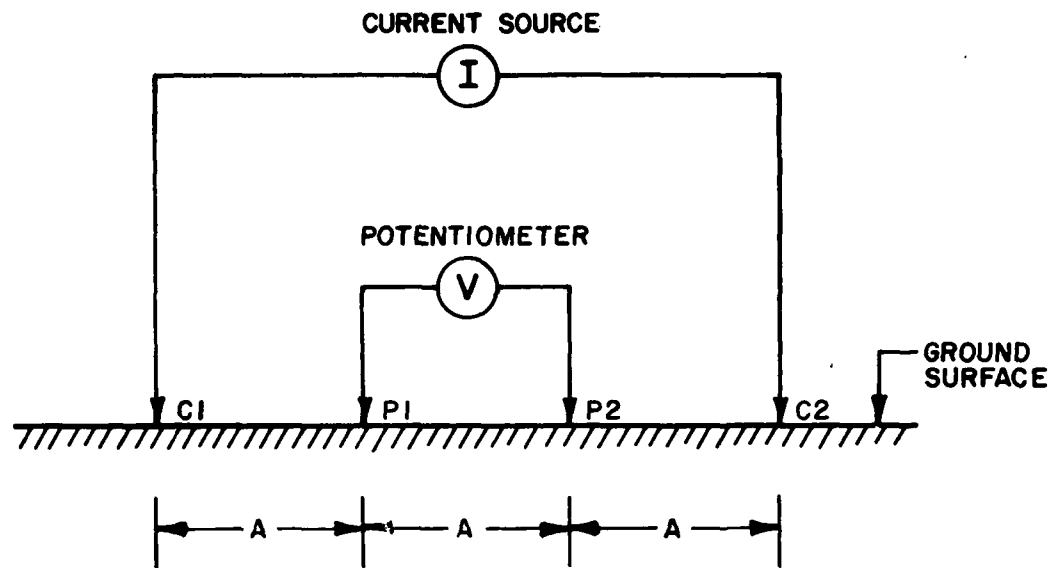 CURRENT SOURCE
I
POTENTIOMETER
V
GROUND
SURFACE
C1
P1
P2
C2
A
A
A